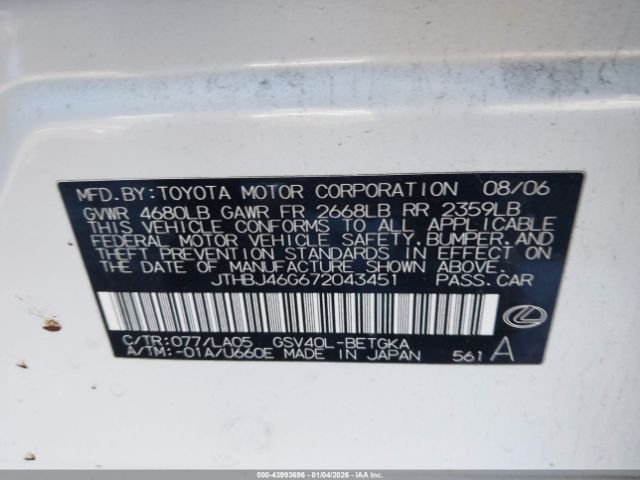 MFD.BY:TOYOTA MOTOR CORPORATION 08/06
GVWR 4680LB GAWR FR 2668LB RR 2359LB
THIS VEHICLE CONFORMS TO ALL APPLICABLE
FEDERAL MOTOR VEHICLE SAFETY,BUMPER,AND
THEFT PREVENTION STANDARDS IN EFFECT ON
THE DATE OF MANUFACTURE SHOWN ABOVE.
JTHBJ46G672043451 PASS.CAR
C/TR:077/LA05 GSV40L-BETGKA
A/TM:-01A/U660E MADE IN JAPAN 561 A
000-43993696 - 01/04/2026 - IAAI.COM